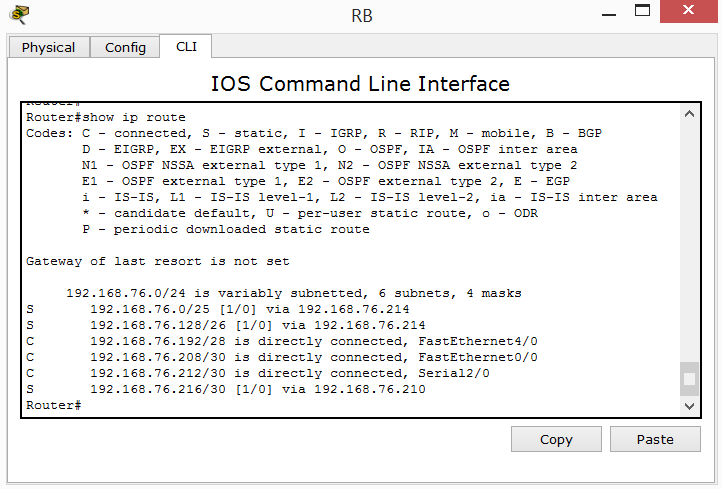 RB
Physical Config CLI
IOS Command Line Interface
Router#
Router#show ip route
Codes: C - connected, S - static, I - IGRP, R - RIP, M - mobile, B - BGP
D - EIGRP, EX - EIGRP external, O - OSPF, IA - OSPF inter area
N1 - OSPF NSSA external type 1, N2 - OSPF NSSA external type 2
E1 - OSPF external type 1, E2 - OSPF external type 2, E - EGP
i - IS-IS, L1 - IS-IS level-1, L2 - IS-IS level-2, ia - IS-IS inter area
* - candidate default, U - per-user static route, o - ODR
P - periodic downloaded static route
Gateway of last resort is not set
192.168.76.0/24 is variably subnetted, 6 subnets, 4 masks
S 192.168.76.0/25 [1/0] via 192.168.76.214
S 192.168.76.128/26 [1/0] via 192.168.76.214
C 192.168.76.192/28 is directly connected, FastEthernet4/0
C 192.168.76.208/30 is directly connected, FastEthernet0/0
C 192.168.76.212/30 is directly connected, Serial2/0
S 192.168.76.216/30 [1/0] via 192.168.76.210
Router#
Copy Paste